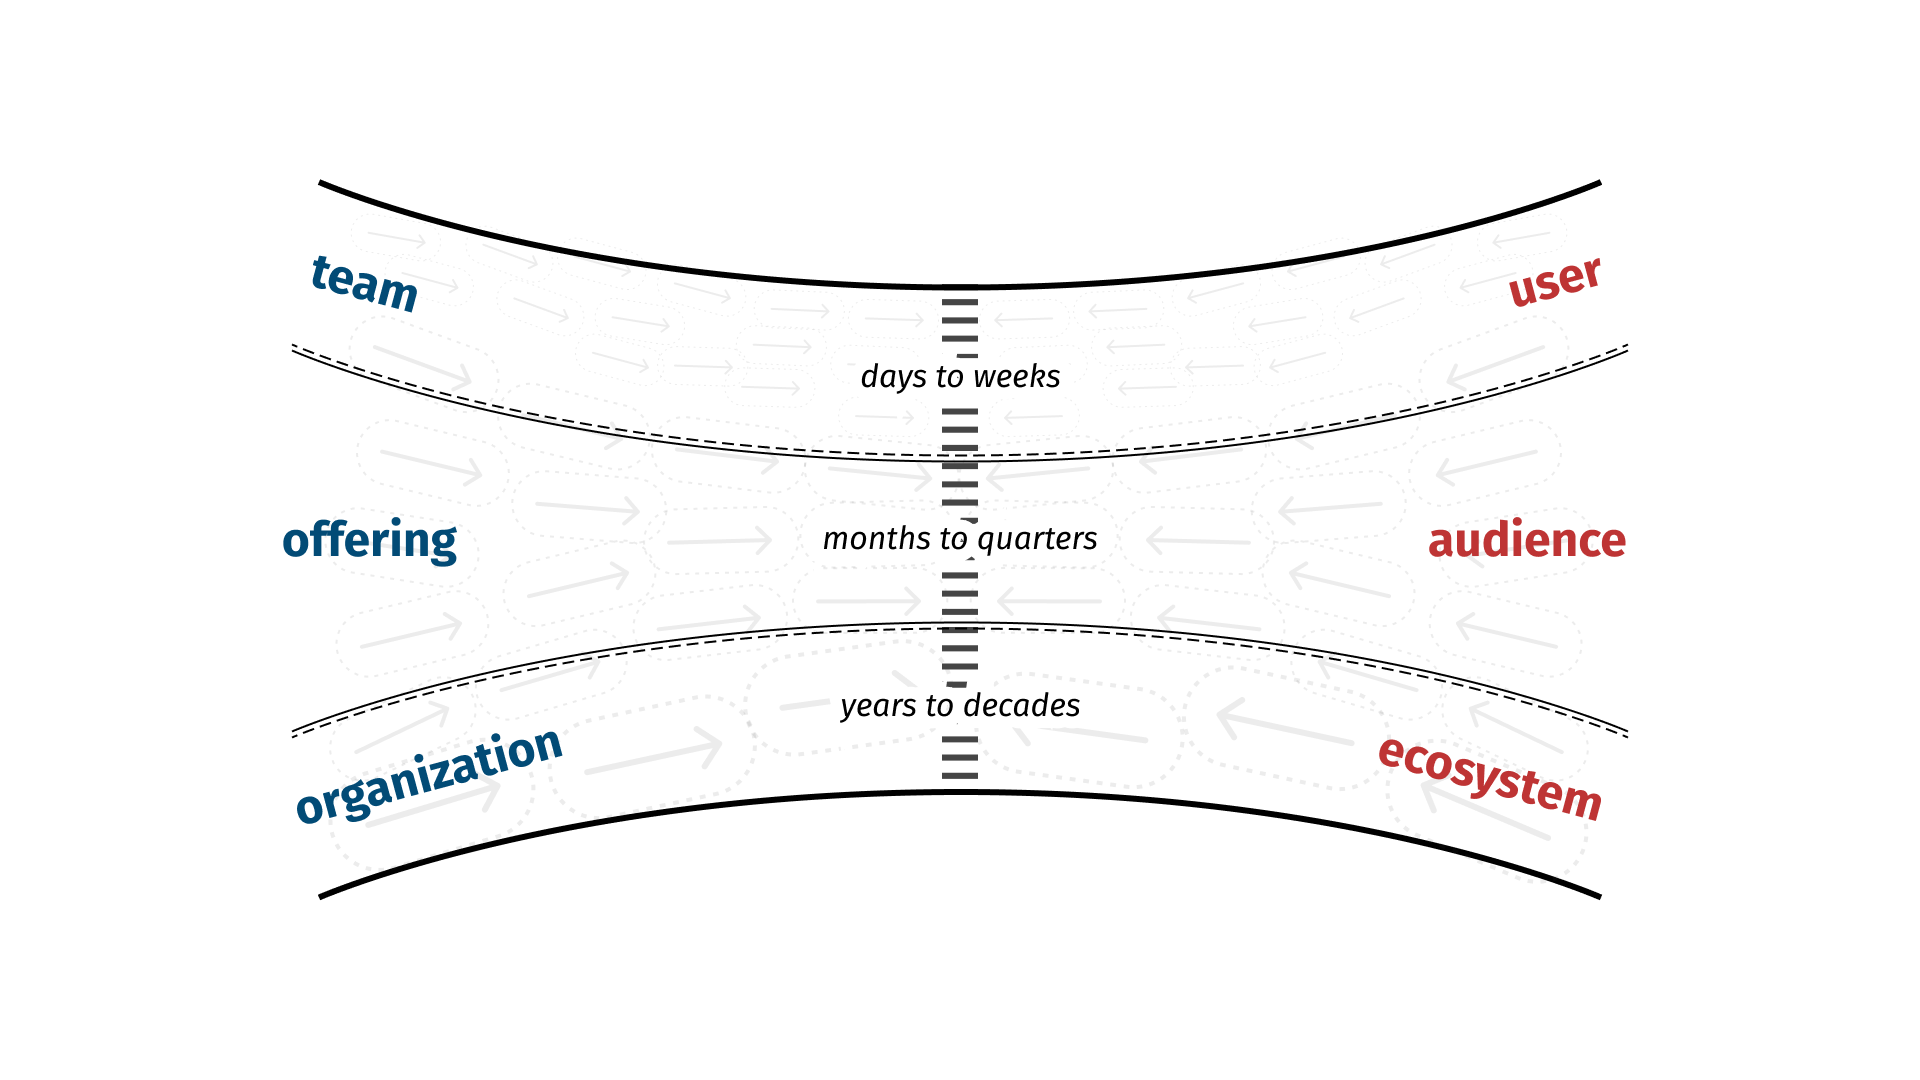 team
user
days to weeks
offering
months to quarters
audience
years to decades
organization
ecosystem